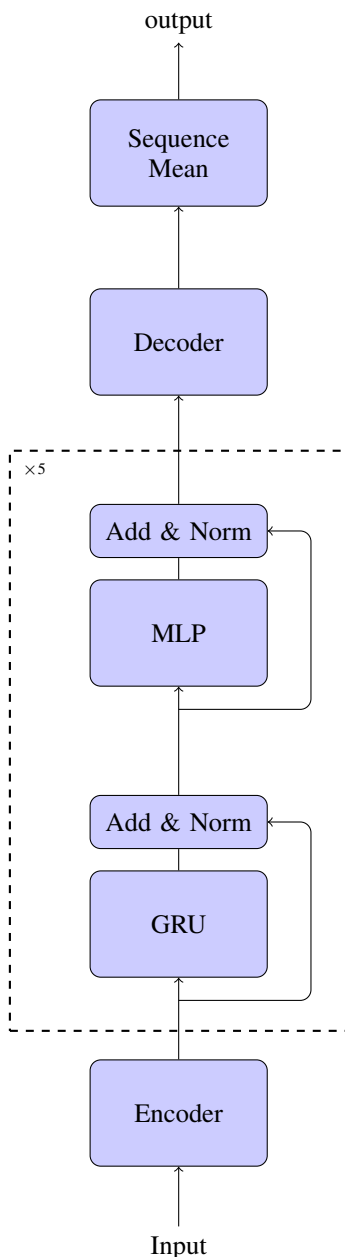 output
Sequence
Mean
Decoder
×5
Add & Norm
MLP
Add & Norm
GRU
Encoder
Input